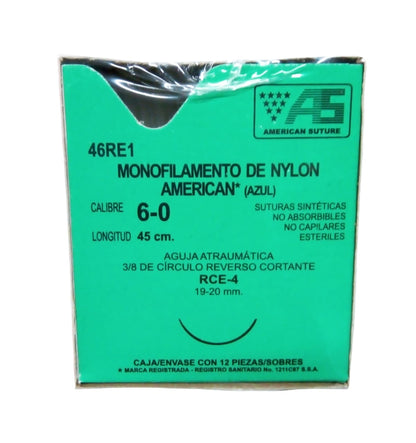 AS
AMERICAN SUTURE
46RE1
MONOFILAMENTO DE NYLON
AMERICAN* (AZUL)
CALIBRE 6-0
LONGITUD 45 cm.
SUTURAS SINTÉTICAS
NO ABSORBIBLES
NO CAPILARES
ESTERILES
AGUJA ATRAUMÁTICA
3/8 DE CÍRCULO REVERSO CORTANTE
RCE-4
19-20 mm.
CAJA/ENVASE CON 12 PIEZAS/SOBRES
* MARCA REGISTRADA - REGISTRO SANITARIO No. 1211C87 S.S.A.